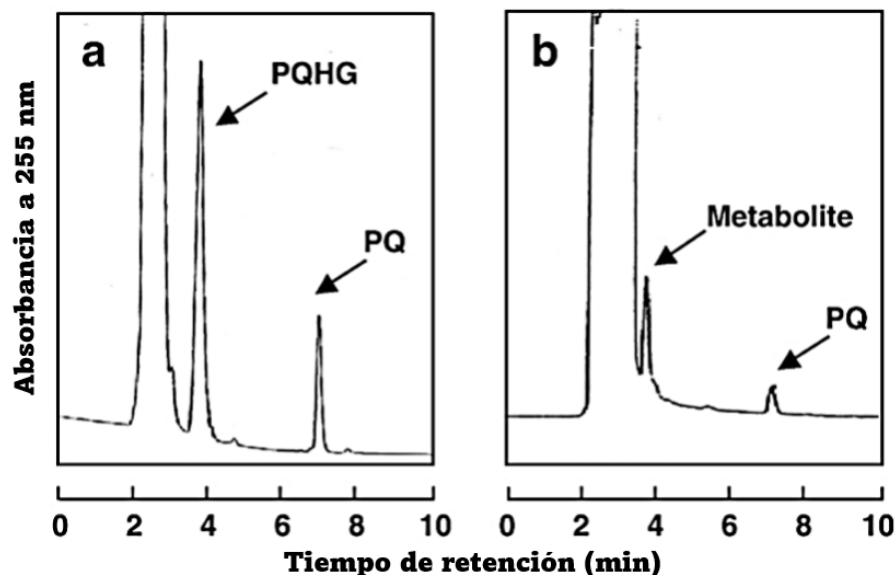 a
PQHG
PQ
b
Metabolite
PQ
Absorbancia a 255 nm
0 2 4 6 8 10
0 2 4 6 8 10
Tiempo de retención (min)